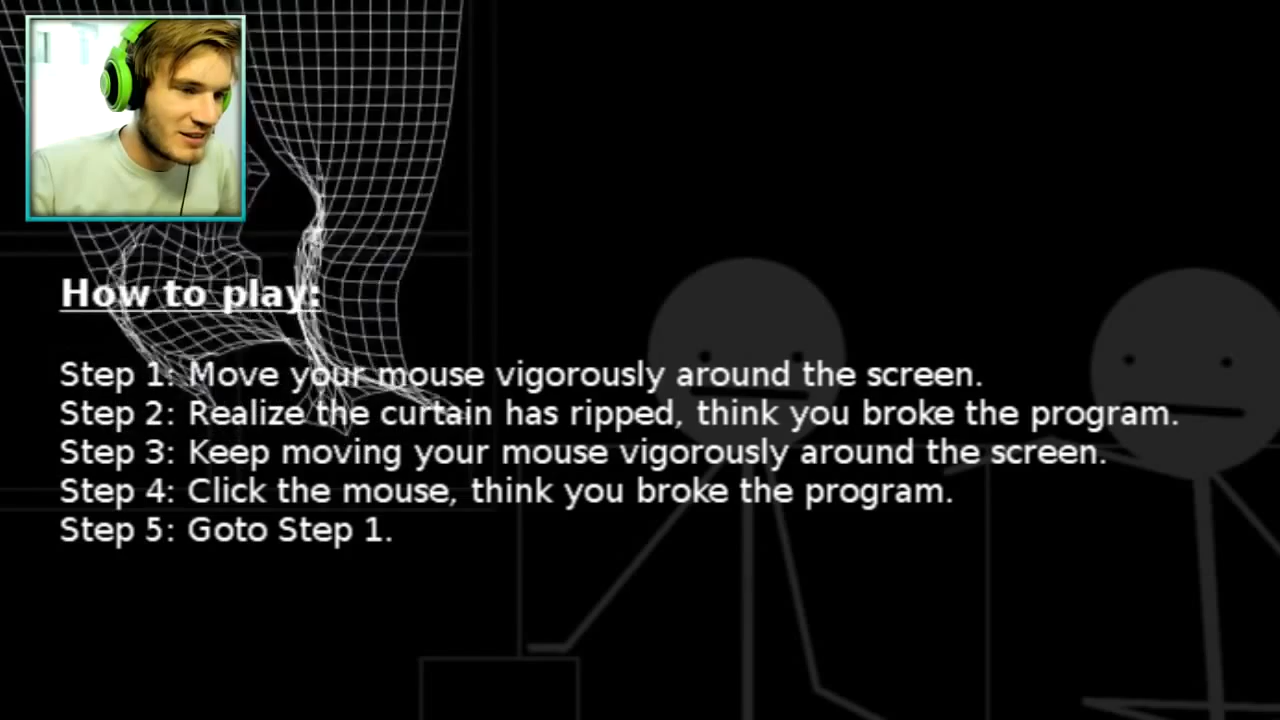 How to play:
Step 1: Move your mouse vigorously around the screen.
Step 2: Realize the curtain has ripped, think you broke the program.
Step 3: Keep moving your mouse vigorously around the screen.
Step 4: Click the mouse, think you broke the program.
Step 5: Goto Step 1.